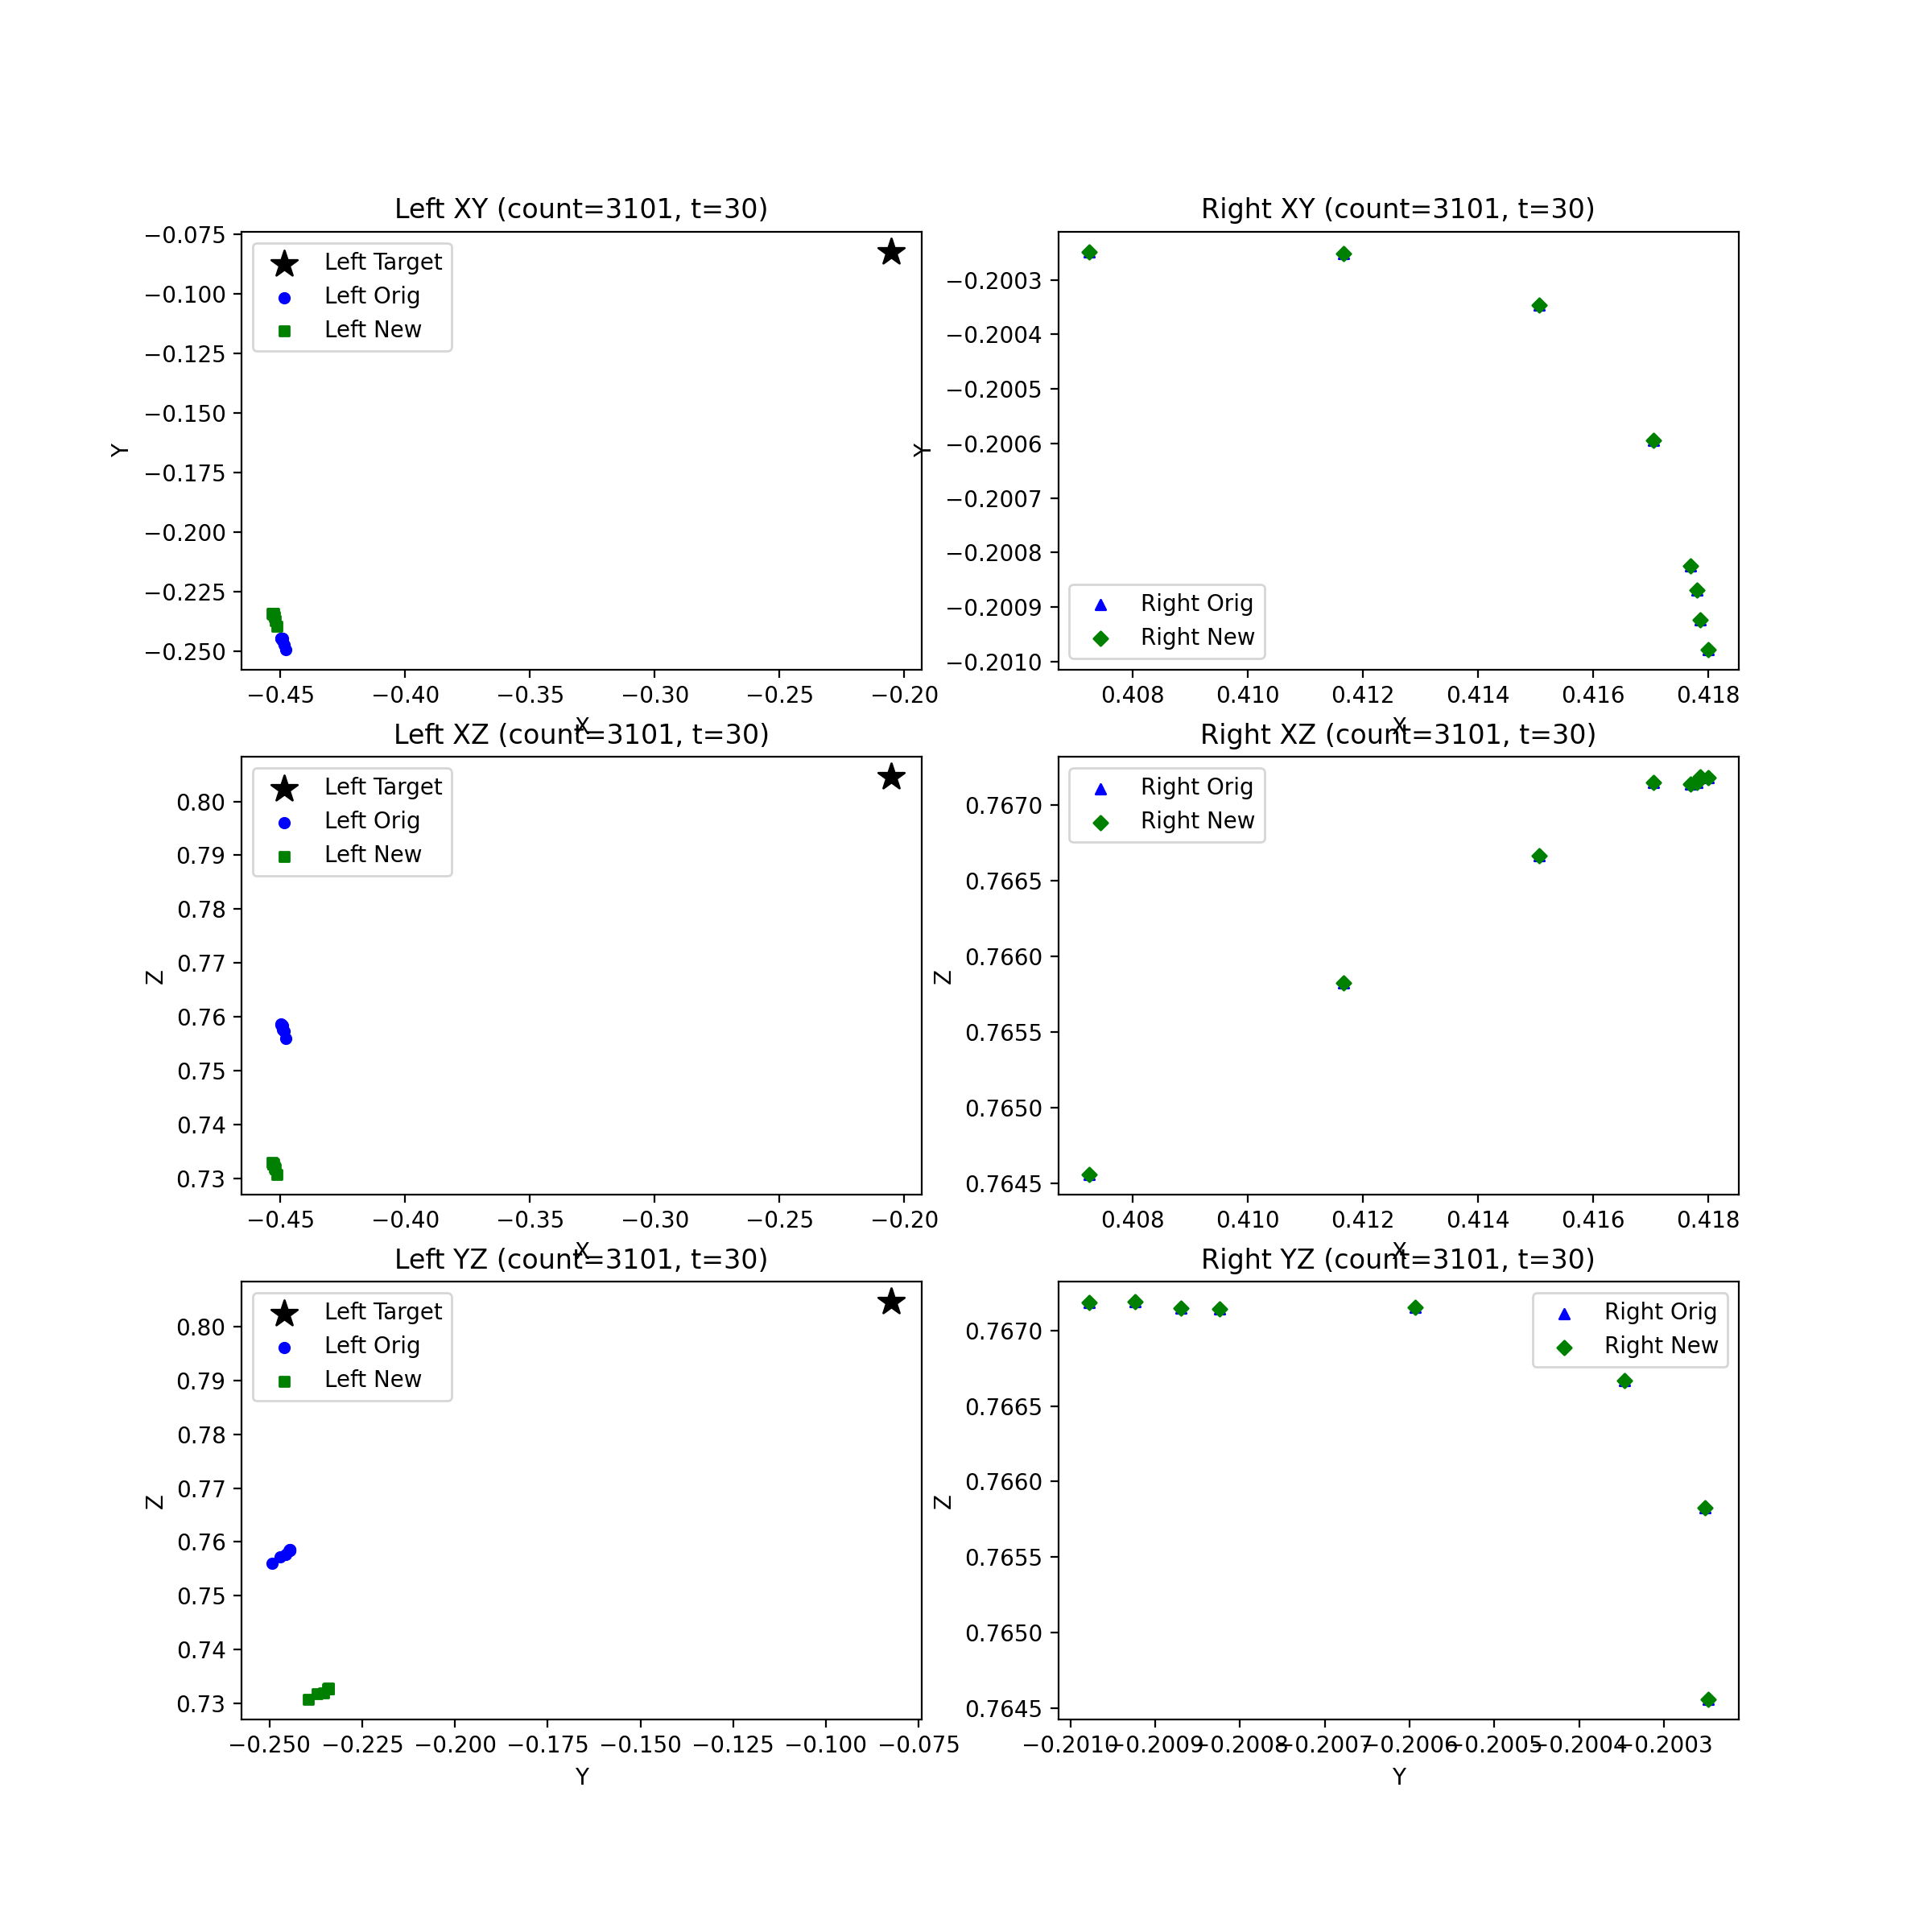 Left XY (count=3101, t=30)
−0.075
−0.100
−0.125
−0.150
−0.175
−0.200
−0.225
−0.250
Y
Left Target
Left Orig
Left New
−0.45 −0.40 −0.35 −0.30 −0.25 −0.20
X
Right XY (count=3101, t=30)
−0.2003
−0.2004
−0.2005
−0.2006
−0.2007
−0.2008
−0.2009
−0.2010
Y
Right Orig
Right New
0.408 0.410 0.412 0.414 0.416 0.418
X
Left XZ (count=3101, t=30)
0.80
0.79
0.78
0.77
0.76
0.75
0.74
0.73
Z
Left Target
Left Orig
Left New
−0.45 −0.40 −0.35 −0.30 −0.25 −0.20
X
Right XZ (count=3101, t=30)
0.7670
0.7665
0.7660
0.7655
0.7650
0.7645
Z
Right Orig
Right New
0.408 0.410 0.412 0.414 0.416 0.418
X
Left YZ (count=3101, t=30)
0.80
0.79
0.78
0.77
0.76
0.75
0.74
0.73
Z
Left Target
Left Orig
Left New
−0.250 −0.225 −0.200 −0.175 −0.150 −0.125 −0.100 −0.075
Y
Right YZ (count=3101, t=30)
0.7670
0.7665
0.7660
0.7655
0.7650
0.7645
Z
Right Orig
Right New
−0.2010 −0.2009 −0.2008 −0.2007 −0.2006 −0.2005 −0.2004 −0.2003
Y